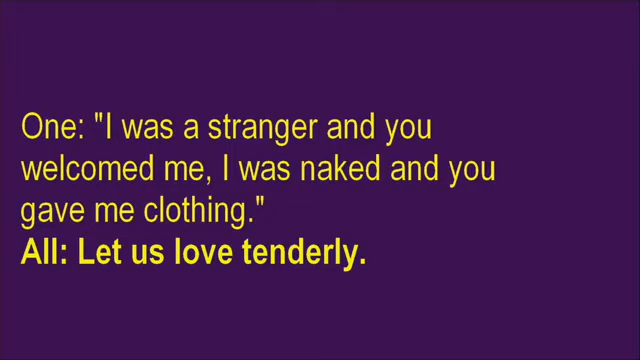 One: "I was a stranger and you
welcomed me, I was naked and you
gave me clothing."
All: Let us love tenderly.